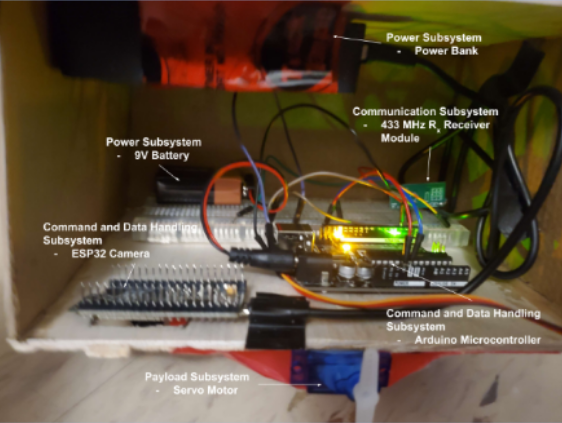 Power Subsystem
- Power Bank
Communication Subsystem
- 433 MHz Rx Receiver
Module
Power Subsystem
- 9V Battery
Command and Data Handling
Subsystem
- ESP32 Camera
Command and Data Handling
Subsystem
- Arduino Microcontroller
Payload Subsystem
- Servo Motor